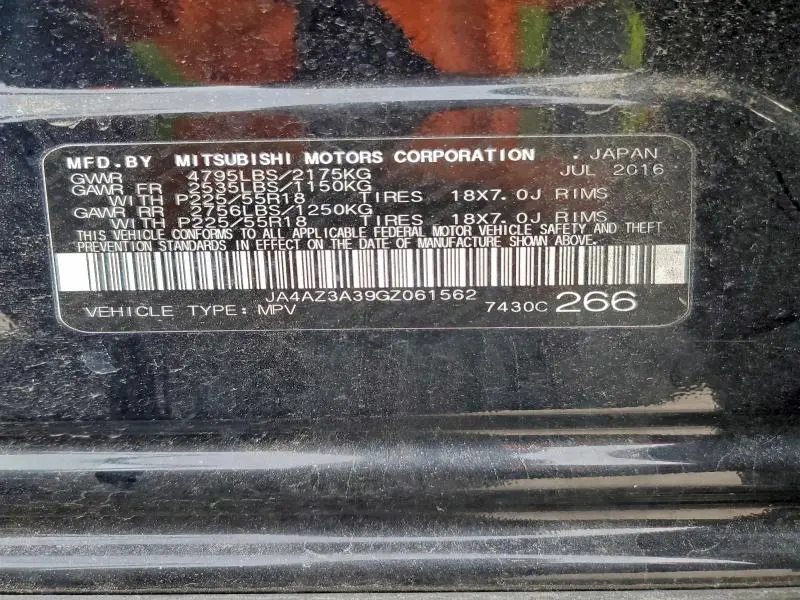 MFD.BY MITSUBISHI MOTORS CORPORATION . JAPAN
GVWR 4795LBS/2175KG JUL 2016
GAWR FR 2535LBS/1150KG
WITH P225/55R18 TIRES 18X7.0J RIMS
GAWR RR 2756LBS/1250KG
WITH P225/55R18 TIRES 18X7.0J RIMS
THIS VEHICLE CONFORMS TO ALL APPLICABLE FEDERAL MOTOR VEHICLE SAFETY AND THEFT
PREVENTION STANDARDS IN EFFECT ON THE DATE OF MANUFACTURE SHOWN ABOVE.
JA4AZ3A39GZ061562
VEHICLE TYPE: MPV 7430C 266